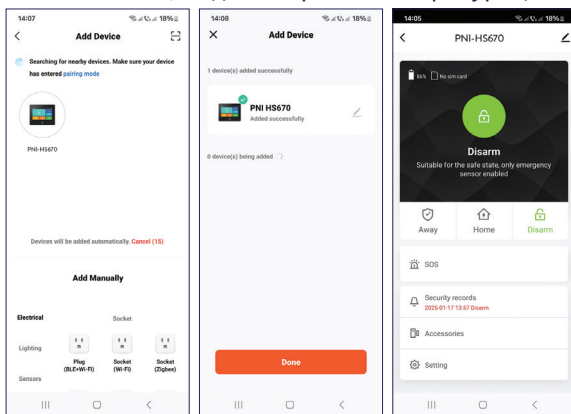 14:07
18%
Add Device
Searching for nearby devices. Make sure your device
has entered pairing mode
PNI-HS670
Devices will be added automatically. Cancel (15)
Add Manually
Electrical
Socket
Lighting
Plug
(BLE+Wi-Fi)
Socket
(Wi-Fi)
Socket
(Zigbee)
Sensors
14:08
18%
Add Device
1 device(s) added successfully
PNI HS670
Added successfully
0 device(s) being added
Done
14:05
18%
PNI-HS670
No sim card
Disarm
Suitable for the safe state, only emergency
sensor enabled
Away
Home
Disarm
SOS
Security records
2025-01-17 13:57 Disarm
Accessories
Setting